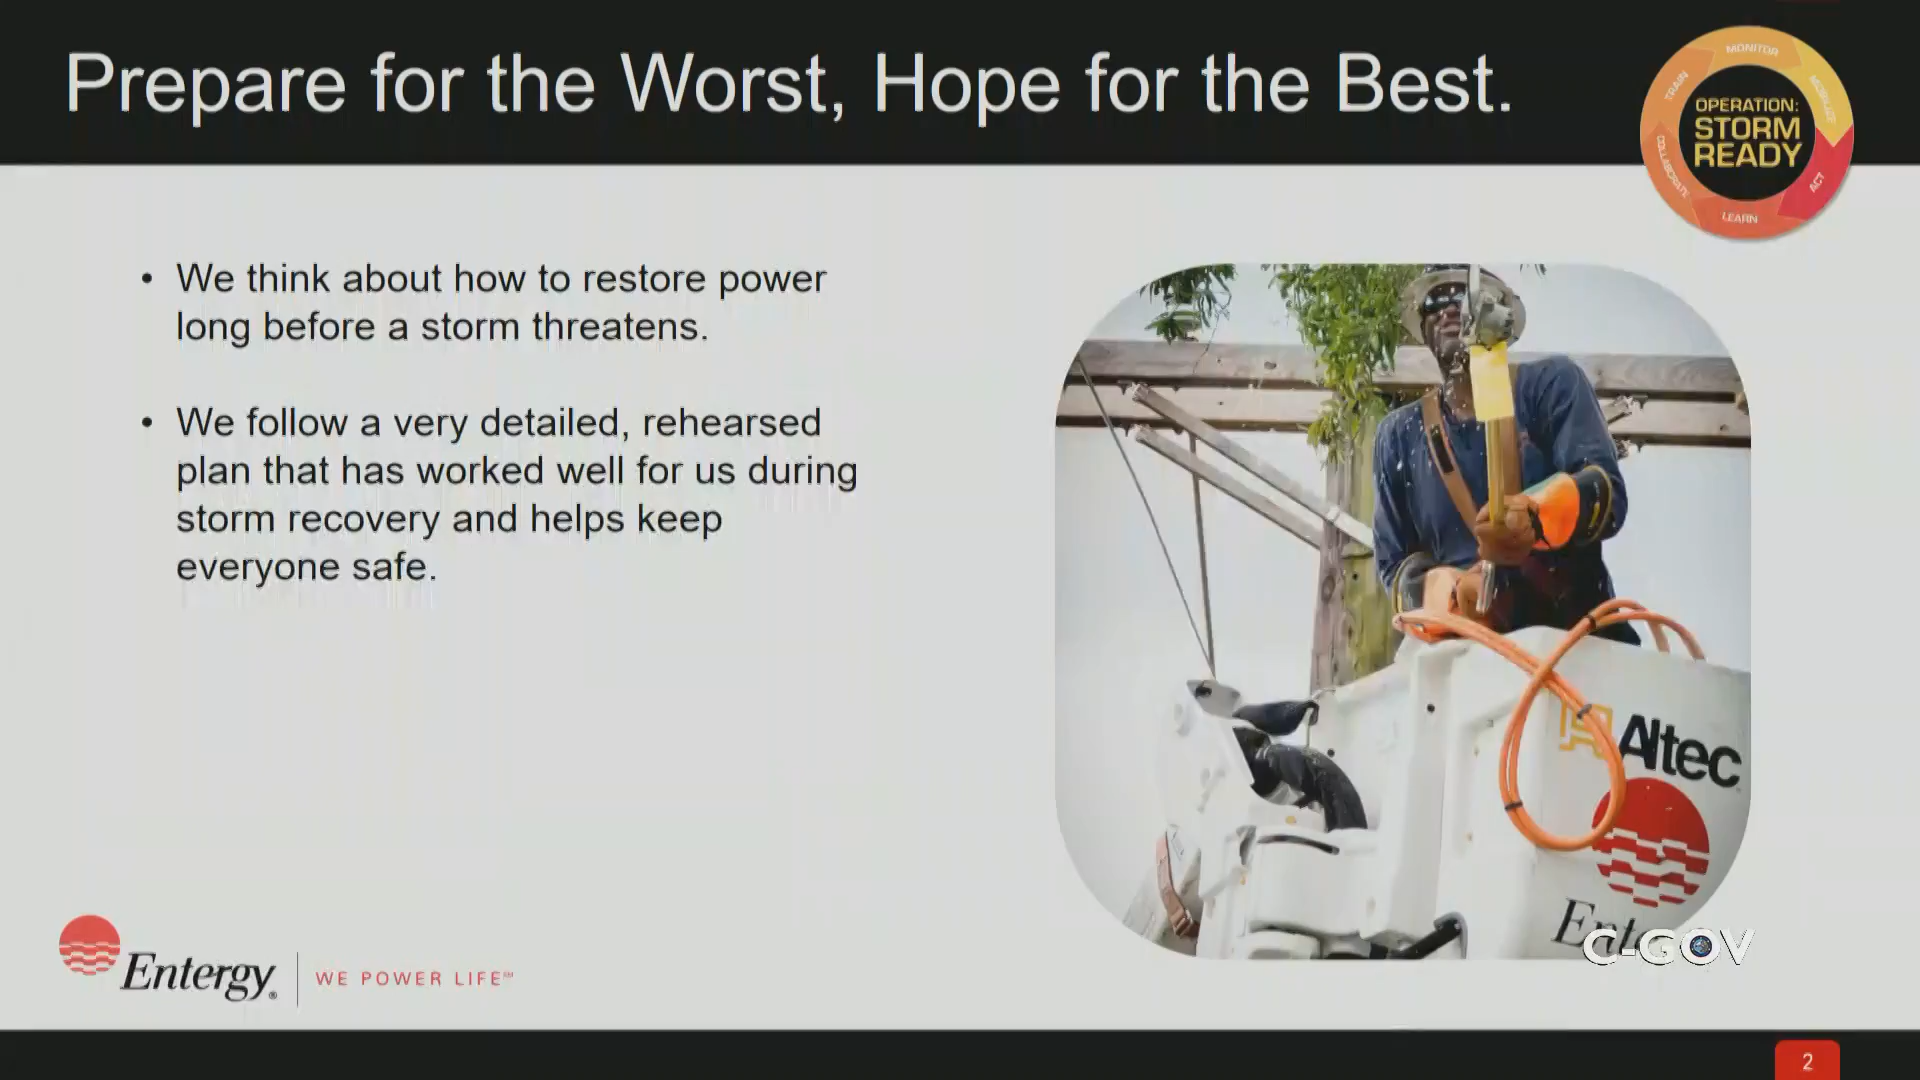 Prepare for the Worst, Hope for the Best.
MONITOR
MOBILIZE
TRAIN
OPERATION:
STORM
READY
COLLABORATE
ACT
LEARN
• We think about how to restore power
long before a storm threatens.
• We follow a very detailed, rehearsed
plan that has worked well for us during
storm recovery and helps keep
everyone safe.
Altec
Ente
C-GOV
Entergy®
WE POWER LIFE℠
2